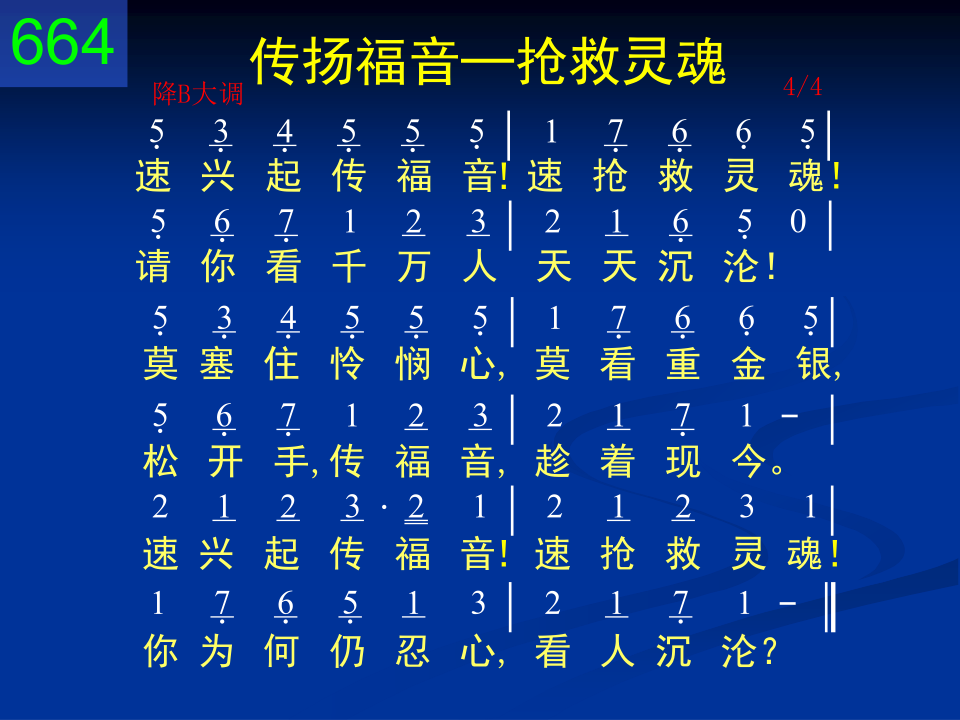 664
传扬福音—抢救灵魂
降B大调 4/4
5̣ 3̣ 4̣ 5̣ 5̣ 5̣ | 1 7̣ 6̣ 6̣ 5̣ |
速 兴 起 传 福 音! 速 抢 救 灵 魂!
5̣ 6̣ 7̣ 1 2 3 | 2 1 6̣ 5̣ 0 |
请 你 看 千 万 人 天 天 沉 沦!
5̣ 3̣ 4̣ 5̣ 5̣ 5̣ | 1 7̣ 6̣ 6̣ 5̣ |
莫 塞 住 怜 悯 心, 莫 看 重 金 银,
5̣ 6̣ 7̣ 1 2 3 | 2 1 7̣ 1 - |
松 开 手, 传 福 音, 趁 着 现 今。
2 1 2 3 · 2 1 | 2 1 2 3 1 |
速 兴 起 传 福 音! 速 抢 救 灵 魂!
1 7̣ 6̣ 5̣ 1 3 | 2 1 7̣ 1 - ‖
你 为 何 仍 忍 心, 看 人 沉 沦?